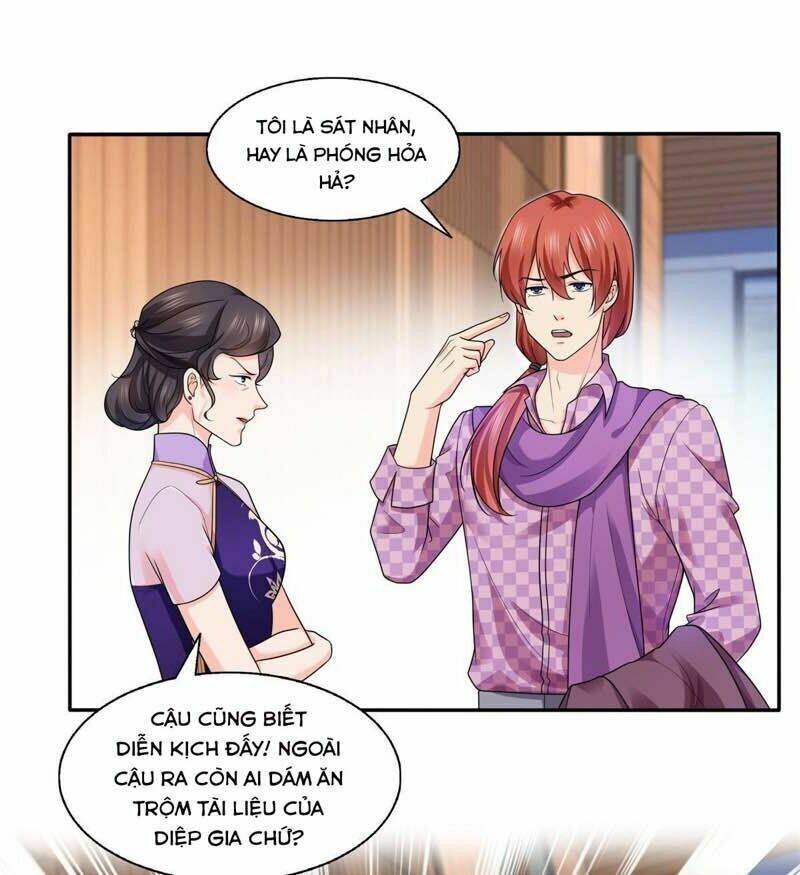 TÔI LÀ SÁT NHÂN,
HAY LÀ PHÓNG HỎA
HẢ?
CẬU CŨNG BIẾT
DIỄN KỊCH ĐẤY! NGOÀI
CẬU RA CÒN AI DÁM ĂN
TRỘM TÀI LIỆU CỦA
DIỆP GIA CHỨ?